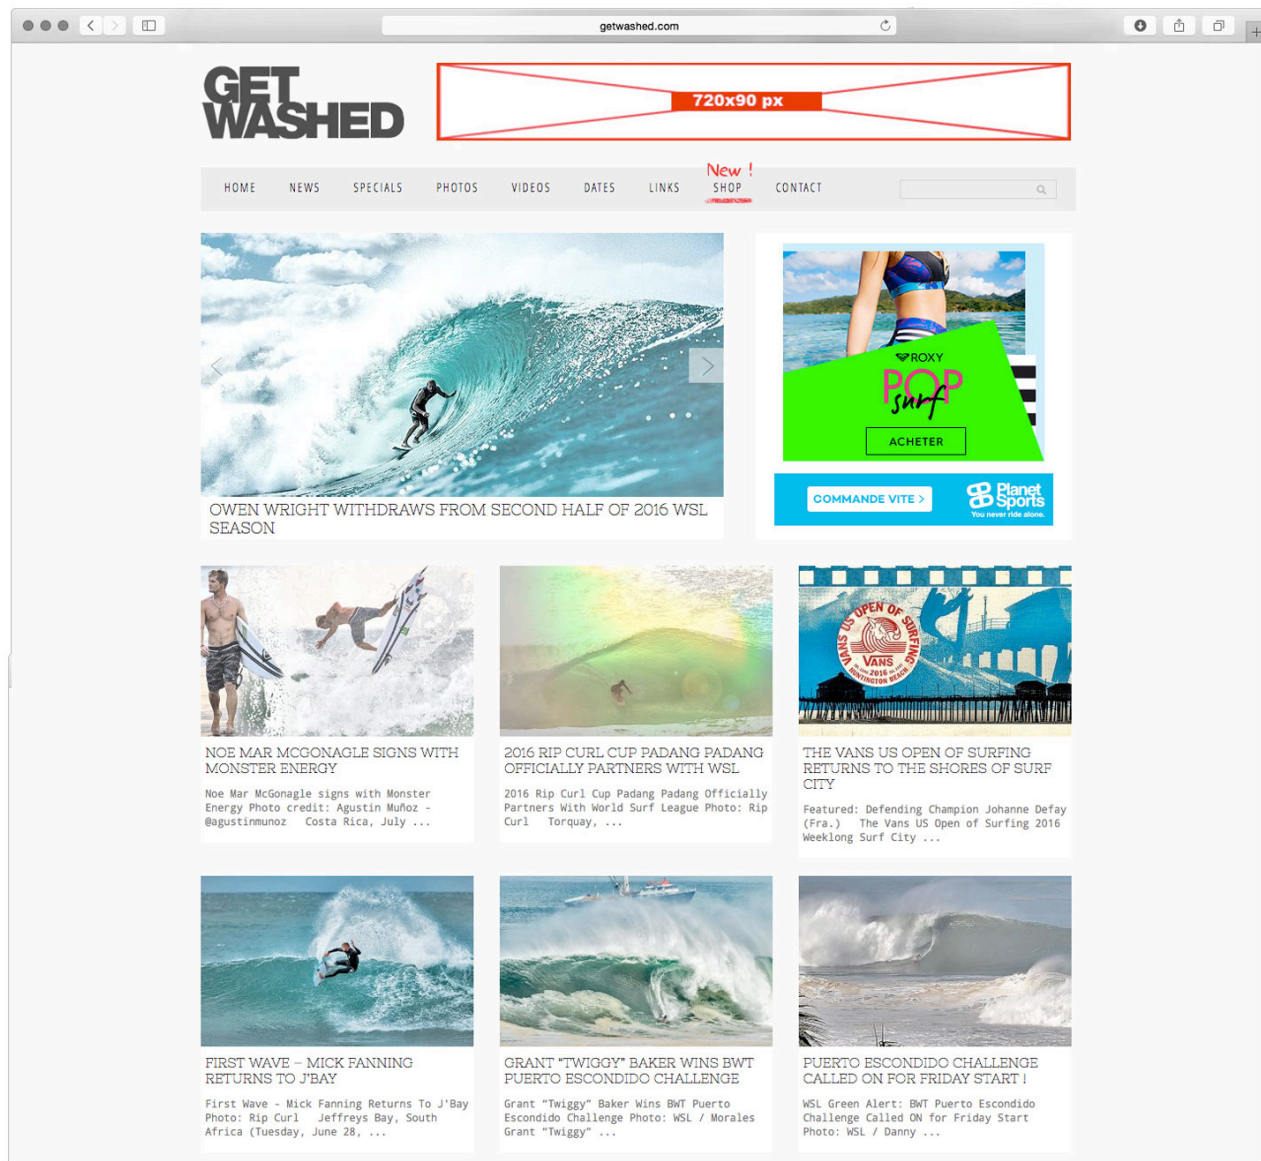 getwashed.com
GET
WASHED
720x90 px
New !
HOME NEWS SPECIALS PHOTOS VIDEOS DATES LINKS SHOP CONTACT
ROXY
POP
surf
ACHETER
COMMANDE VITE >
Planet
Sports
You never ride alone.
OWEN WRIGHT WITHDRAWS FROM SECOND HALF OF 2016 WSL
SEASON
VANS US OPEN OF SURFING
VANS
2016
HUNTINGTON BEACH
NOE MAR MCGONAGLE SIGNS WITH
MONSTER ENERGY
Noe Mar McGonagle signs with Monster
Energy Photo credit: Agustin Muñoz -
@agustinmunoz Costa Rica, July ...
2016 RIP CURL CUP PADANG PADANG
OFFICIALLY PARTNERS WITH WSL
2016 Rip Curl Cup Padang Padang Officially
Partners With World Surf League Photo: Rip
Curl Torquay, ...
THE VANS US OPEN OF SURFING
RETURNS TO THE SHORES OF SURF
CITY
Featured: Defending Champion Johanne Defay
(Fra.) The Vans US Open of Surfing 2016
Weeklong Surf City ...
FIRST WAVE – MICK FANNING
RETURNS TO J'BAY
First Wave - Mick Fanning Returns To J'Bay
Photo: Rip Curl Jeffreys Bay, South
Africa (Tuesday, June 28, ...
GRANT “TWIGGY” BAKER WINS BWT
PUERTO ESCONDIDO CHALLENGE
Grant “Twiggy” Baker Wins BWT Puerto
Escondido Challenge Photo: WSL / Morales
Grant “Twiggy” ...
PUERTO ESCONDIDO CHALLENGE
CALLED ON FOR FRIDAY START !
WSL Green Alert: BWT Puerto Escondido
Challenge Called ON for Friday Start
Photo: WSL / Danny ...